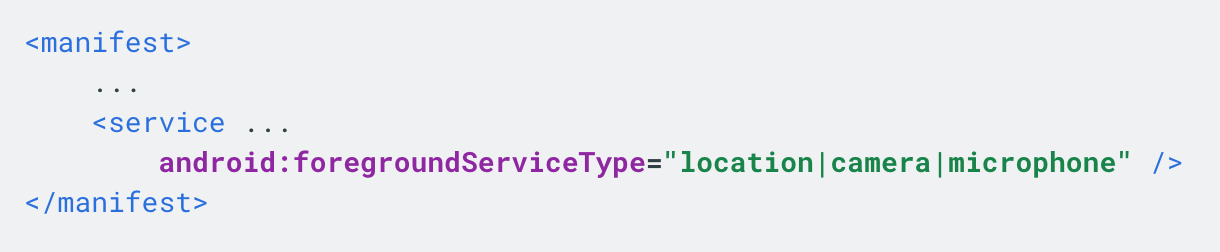 <manifest>
    ...
    <service ...
        android:foregroundServiceType="location|camera|microphone" />
</manifest>